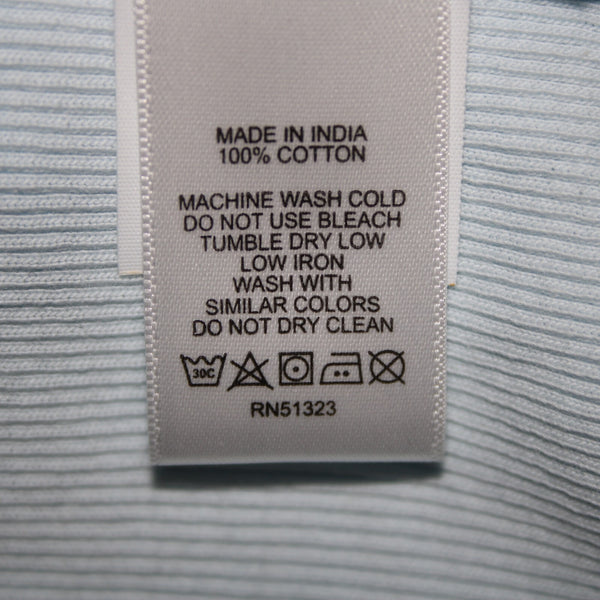 MADE IN INDIA
100% COTTON
MACHINE WASH COLD
DO NOT USE BLEACH
TUMBLE DRY LOW
LOW IRON
WASH WITH
SIMILAR COLORS
DO NOT DRY CLEAN
30C
RN51323